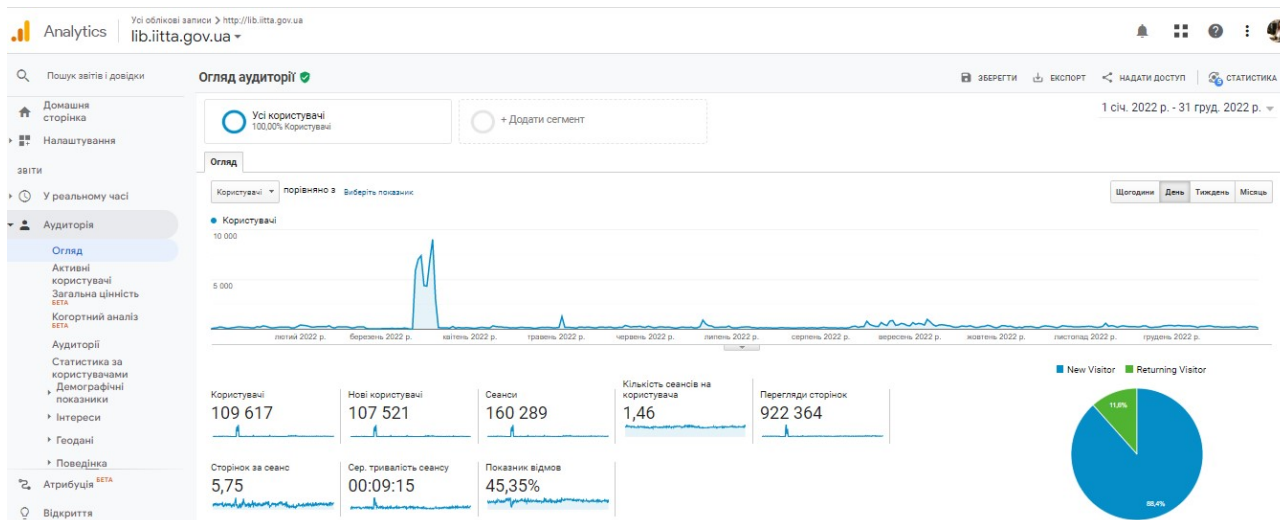 Analytics
Усі облікові записи > http://lib.iitta.gov.ua
lib.iitta.gov.ua
Пошук звітів і довідки
Домашня
сторінка
Налаштування
ЗВІТИ
У реальному часі
Аудиторія
Огляд
Активні
користувачі
Загальна цінність
БЕТА
Когортний аналіз
БЕТА
Аудиторії
Статистика за
користувачами
Демографічні
показники
Інтереси
Геодані
Поведінка
Атрибуція БЕТА
Відкриття
Огляд аудиторії
ЗБЕРЕГТИ
ЕКСПОРТ
НАДАТИ ДОСТУП
СТАТИСТИКА
Усі користувачі
100,00% Користувачі
+ Додати сегмент
1 січ. 2022 р. - 31 груд. 2022 р.
Огляд
Користувачі порівняно з Виберіть показник
Щогодини День Тиждень Місяць
Користувачі
10 000
5 000
лютий 2022 р. березень 2022 р. квітень 2022 р. травень 2022 р. червень 2022 р. липень 2022 р. серпень 2022 р. вересень 2022 р. жовтень 2022 р. листопад 2022 р. грудень 2022 р.
Користувачі
109 617
Нові користувачі
107 521
Сеанси
160 289
Кількість сеансів на
користувача
1,46
Перегляди сторінок
922 364
Сторінок за сеанс
5,75
Сер. тривалість сеансу
00:09:15
Показник відмов
45,35%
New Visitor Returning Visitor
11,6%
88,4%